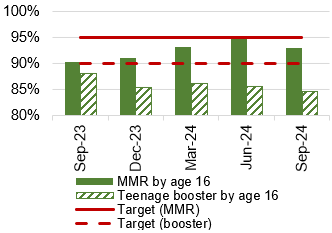 100%
95%
90%
85%
80%
Sep-23
Dec-23
Mar-24
Jun-24
Sep-24
MMR by age 16
Teenage booster by age 16
Target (MMR)
Target (booster)